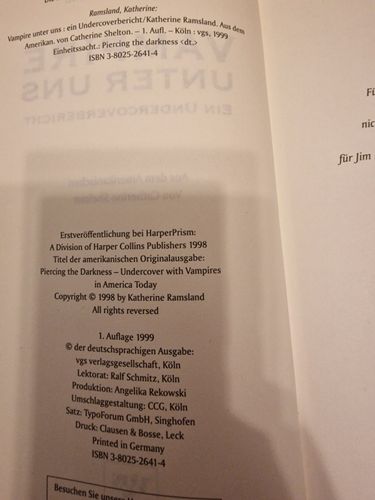 Ramsland, Katherine:
Vampire unter uns : ein Undercoverbericht/Katherine Ramsland. Aus dem
Amerikan. von Catherine Shelton. – 1. Aufl. – Köln : vgs, 1999
Einheitssacht.: Piercing the darkness <dt.>
ISBN 3-8025-2641-4
Erstveröffentlichung bei HarperPrism:
A Division of Harper Collins Publishers 1998
Titel der amerikanischen Originalausgabe:
Piercing the Darkness – Undercover with Vampires
in America Today
Copyright © 1998 by Katherine Ramsland
All rights reversed
1. Auflage 1999
© der deutschsprachigen Ausgabe:
vgs verlagsgesellschaft, Köln
Lektorat: Ralf Schmitz, Köln
Produktion: Angelika Rekowski
Umschlaggestaltung: CCG, Köln
Satz: TypoForum GmbH, Singhofen
Druck: Clausen & Bosse, Leck
Printed in Germany
ISBN 3-8025-2641-4
Besuchen Sie unsere
nic
für Jim